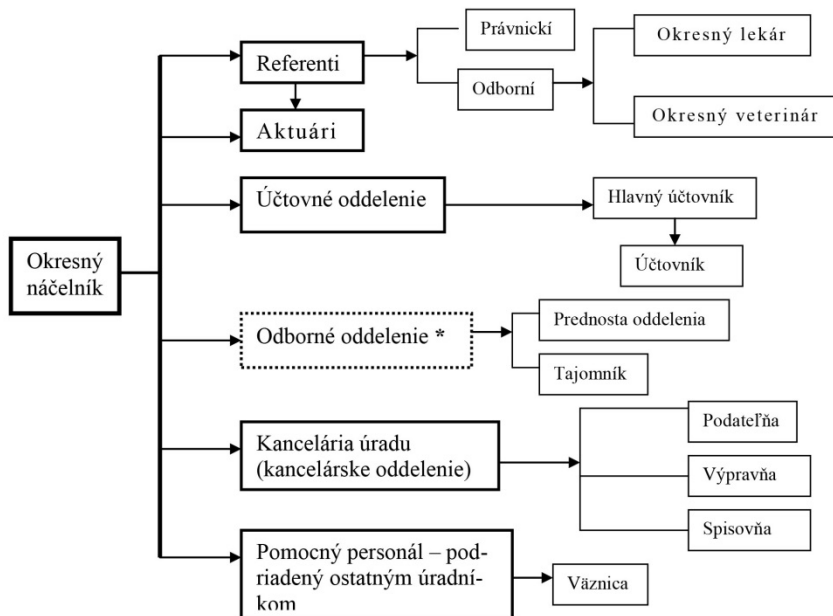 Právnickí
Okresný lekár
Referenti
Odborní
Okresný veterinár
Aktuári
Účtovné oddelenie
Hlavný účtovník
Účtovník
Okresný
náčelník
Odborné oddelenie *
Prednosta oddelenia
Tajomník
Kancelária úradu
(kancelárske oddelenie)
Podateľňa
Výpravňa
Spisovňa
Pomocný personál – pod-
riadený ostatným úradní-
kom
Väznica